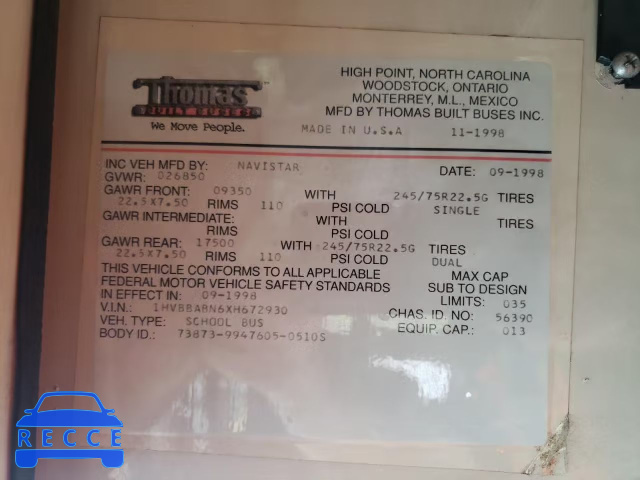 Thomas
BUILT BUSES
We Move People.
HIGH POINT, NORTH CAROLINA
WOODSTOCK, ONTARIO
MONTERREY, M.L., MEXICO
MFD BY THOMAS BUILT BUSES INC.
MADE IN U.S.A 11-1998
INC VEH MFD BY: NAVISTAR DATE: 09-1998
GVWR: 026850
GAWR FRONT: 09350 WITH 245/75R22.5G TIRES
22.5X7.50 RIMS 110 PSI COLD SINGLE
GAWR INTERMEDIATE: WITH TIRES
RIMS PSI COLD
GAWR REAR: 17500 WITH 245/75R22.5G TIRES
22.5X7.50 RIMS 110 PSI COLD DUAL
THIS VEHICLE CONFORMS TO ALL APPLICABLE MAX CAP
FEDERAL MOTOR VEHICLE SAFETY STANDARDS SUB TO DESIGN
IN EFFECT IN: 09-1998 LIMITS: 035
V.I.N.: 1HVBBABN6XH672930 CHAS. ID. NO: 56390
VEH. TYPE: SCHOOL BUS EQUIP. CAP.: 013
BODY ID.: 73873-9947605-0510S
RECCE